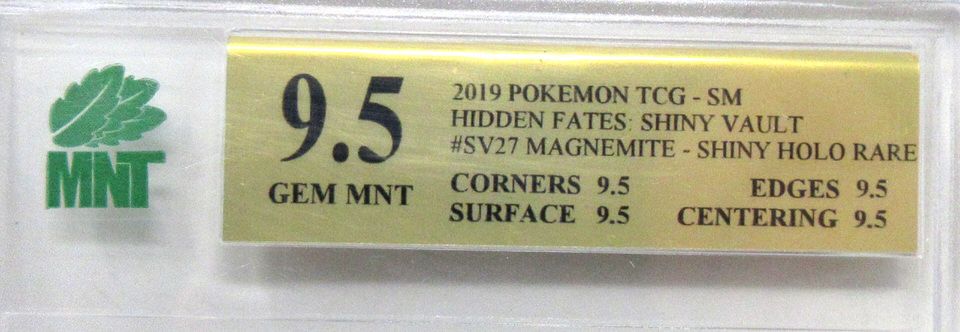 MNT
9.5
GEM MNT
2019 POKEMON TCG - SM
HIDDEN FATES: SHINY VAULT
#SV27 MAGNEMITE - SHINY HOLO RARE
CORNERS 9.5 EDGES 9.5
SURFACE 9.5 CENTERING 9.5